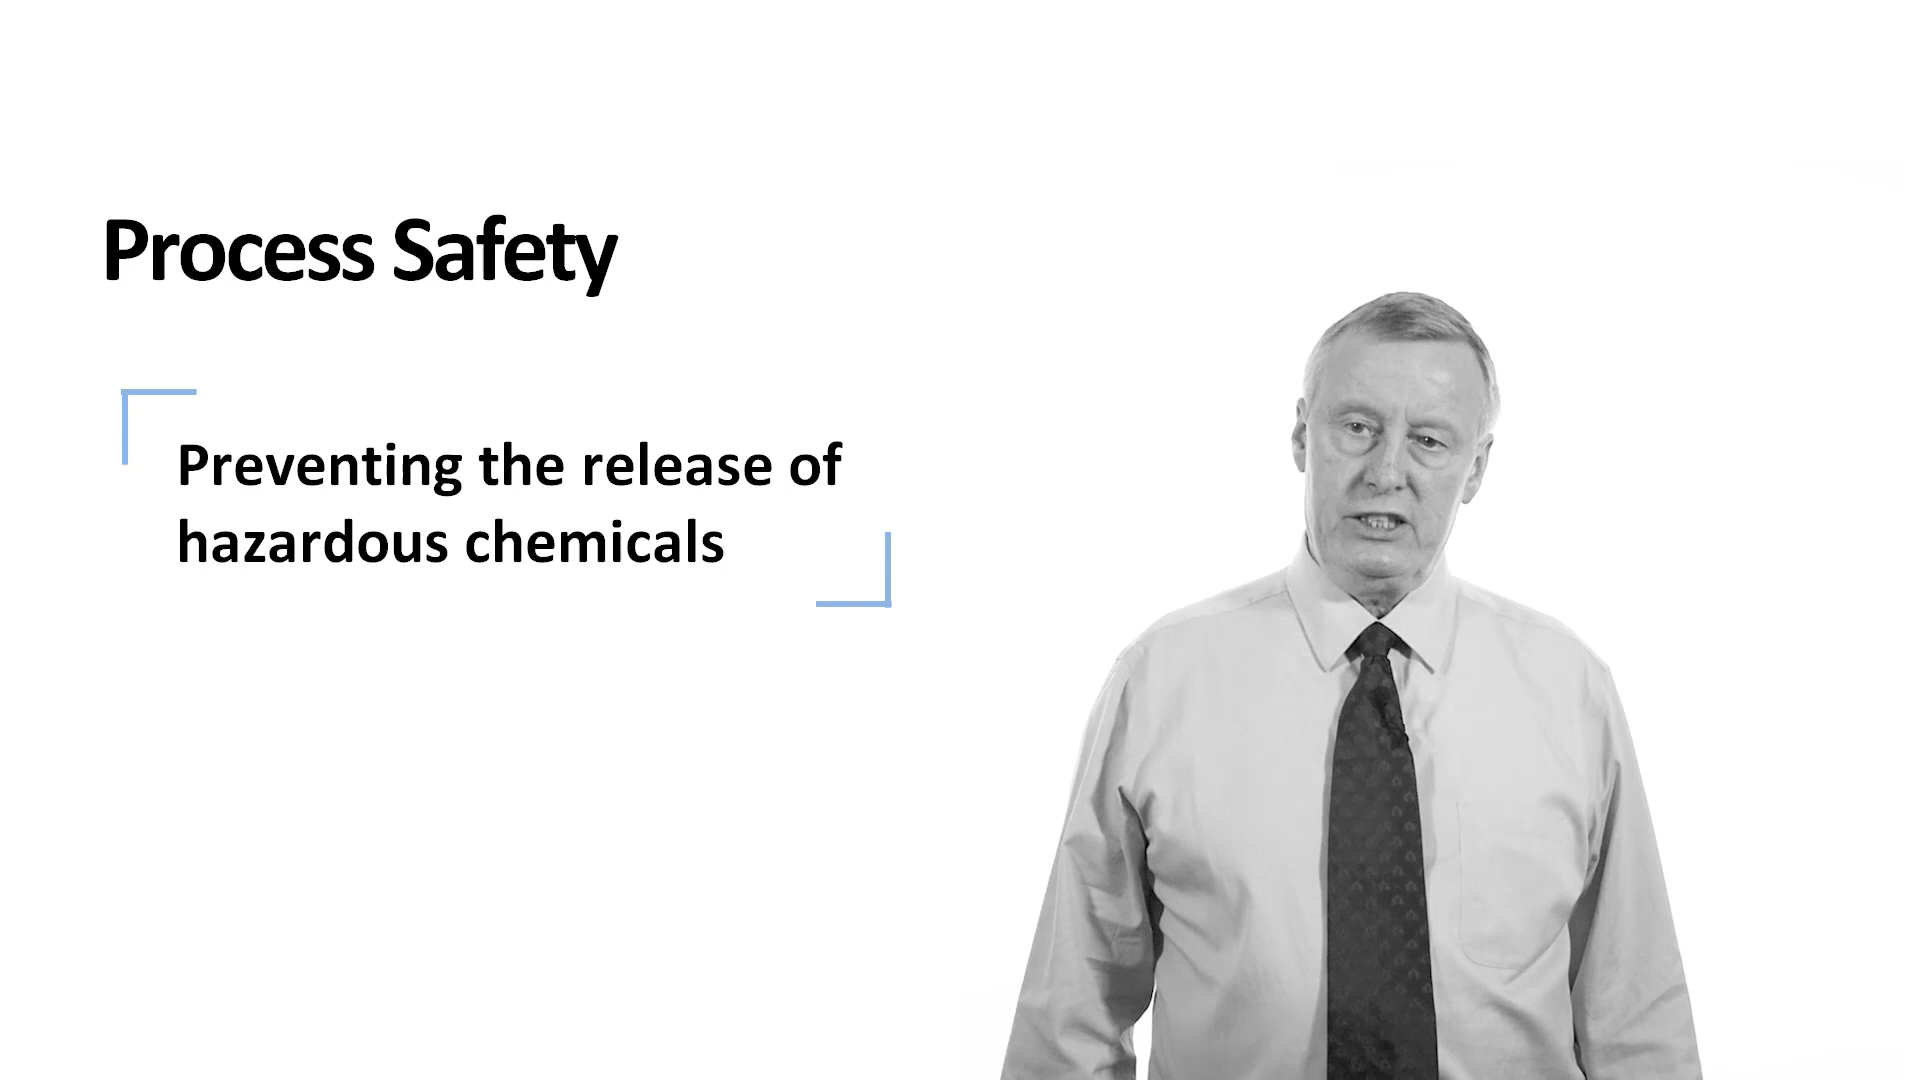 Process Safety
Preventing the release of
hazardous chemicals